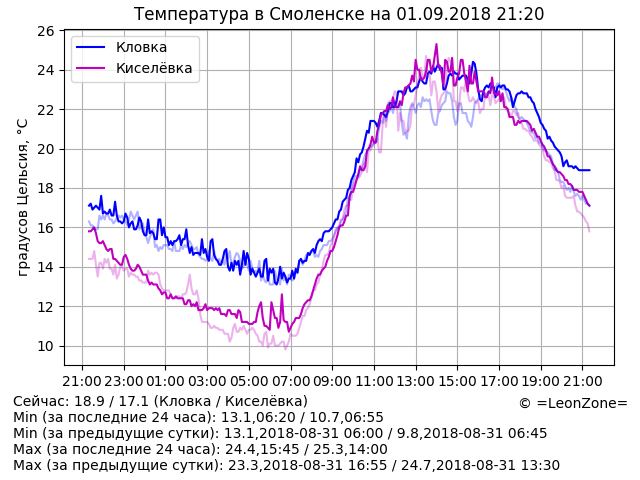 Температура в Смоленске на 01.09.2018 21:20
Кловка
Киселёвка
градусов Цельсия, °C
26
24
22
20
18
16
14
12
10
21:00 23:00 01:00 03:00 05:00 07:00 09:00 11:00 13:00 15:00 17:00 19:00 21:00
Сейчас: 18.9 / 17.1 (Кловка / Киселёвка)
© =LeonZone=
Min (за последние 24 часа): 13.1,06:20 / 10.7,06:55
Min (за предыдущие сутки): 13.1,2018-08-31 06:00 / 9.8,2018-08-31 06:45
Max (за последние 24 часа): 24.4,15:45 / 25.3,14:00
Max (за предыдущие сутки): 23.3,2018-08-31 16:55 / 24.7,2018-08-31 13:30